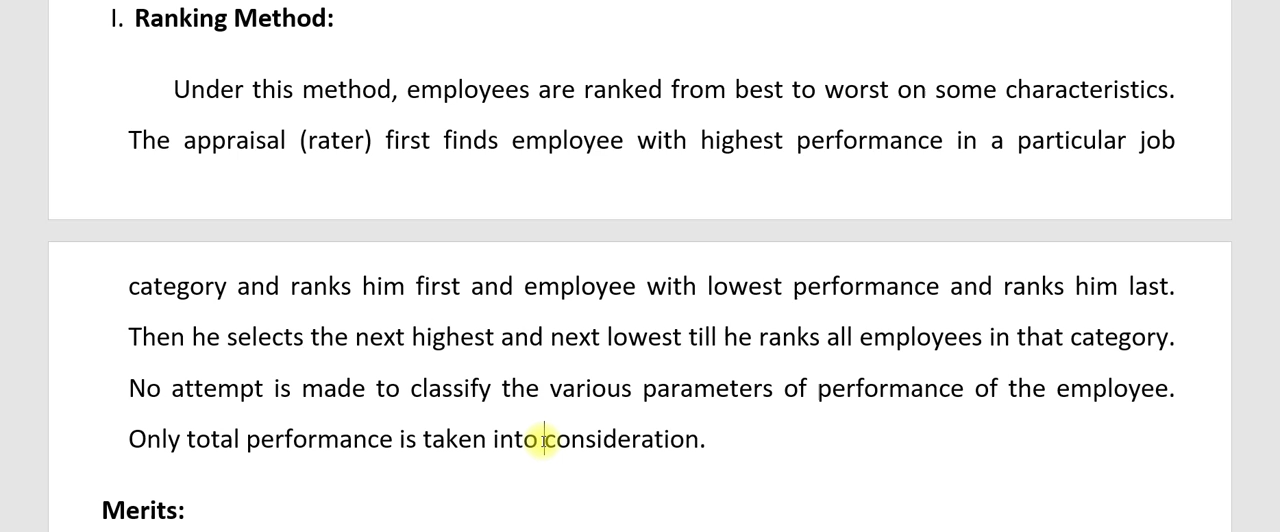 I. Ranking Method:
Under this method, employees are ranked from best to worst on some characteristics.
The appraisal (rater) first finds employee with highest performance in a particular job
category and ranks him first and employee with lowest performance and ranks him last.
Then he selects the next highest and next lowest till he ranks all employees in that category.
No attempt is made to classify the various parameters of performance of the employee.
Only total performance is taken into consideration.
Merits: